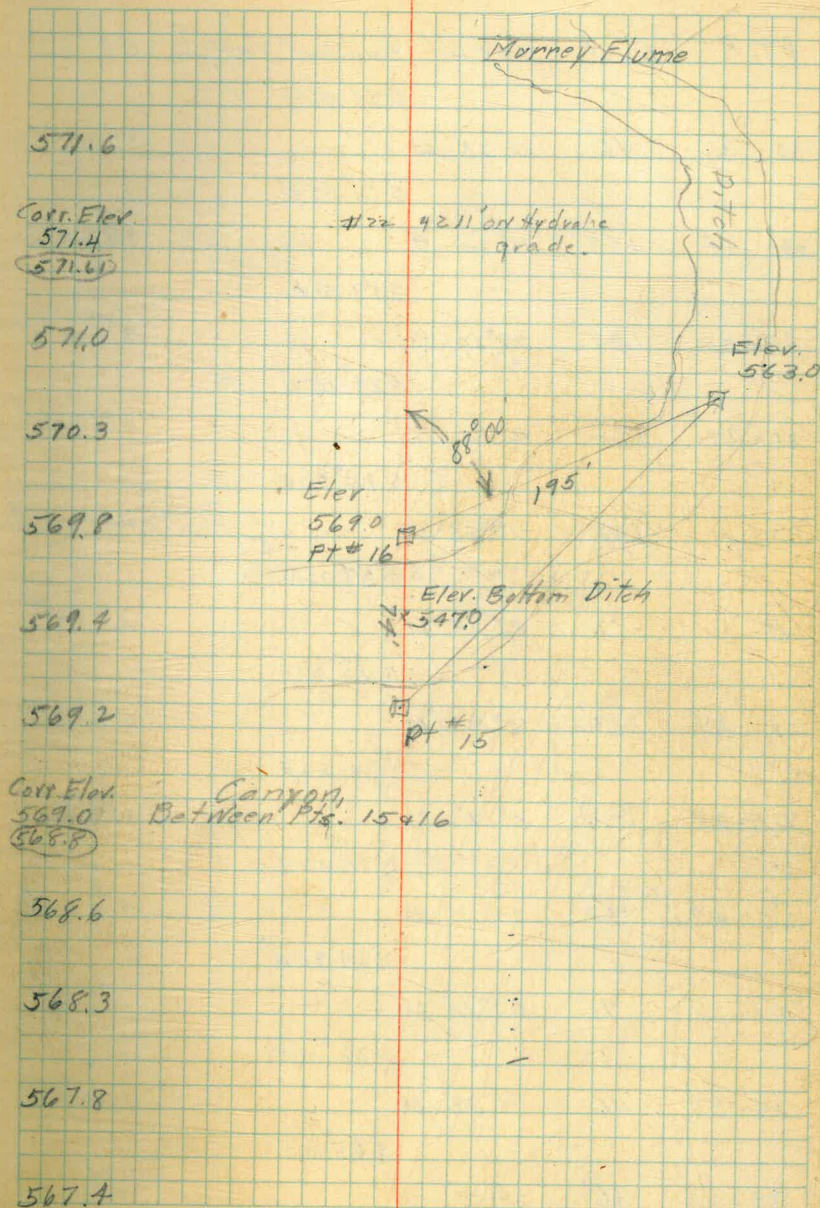 Marrey Flume
571.6
Ditch
Corr. Elev.
571.4
571.61
#22 4211' on Hydralic
grade.
571.0
Elev.
563.0
570.3
88°00'
195'
Elev
569.0
Pt # 16
569.8
Elev. Bottom Ditch
547.0
74'
569.4
569.2
Pt # 15
Corr. Elev.
569.0
568.8
Canyon,
Between Pts. 15 & 16
568.6
568.3
567.8
567.4